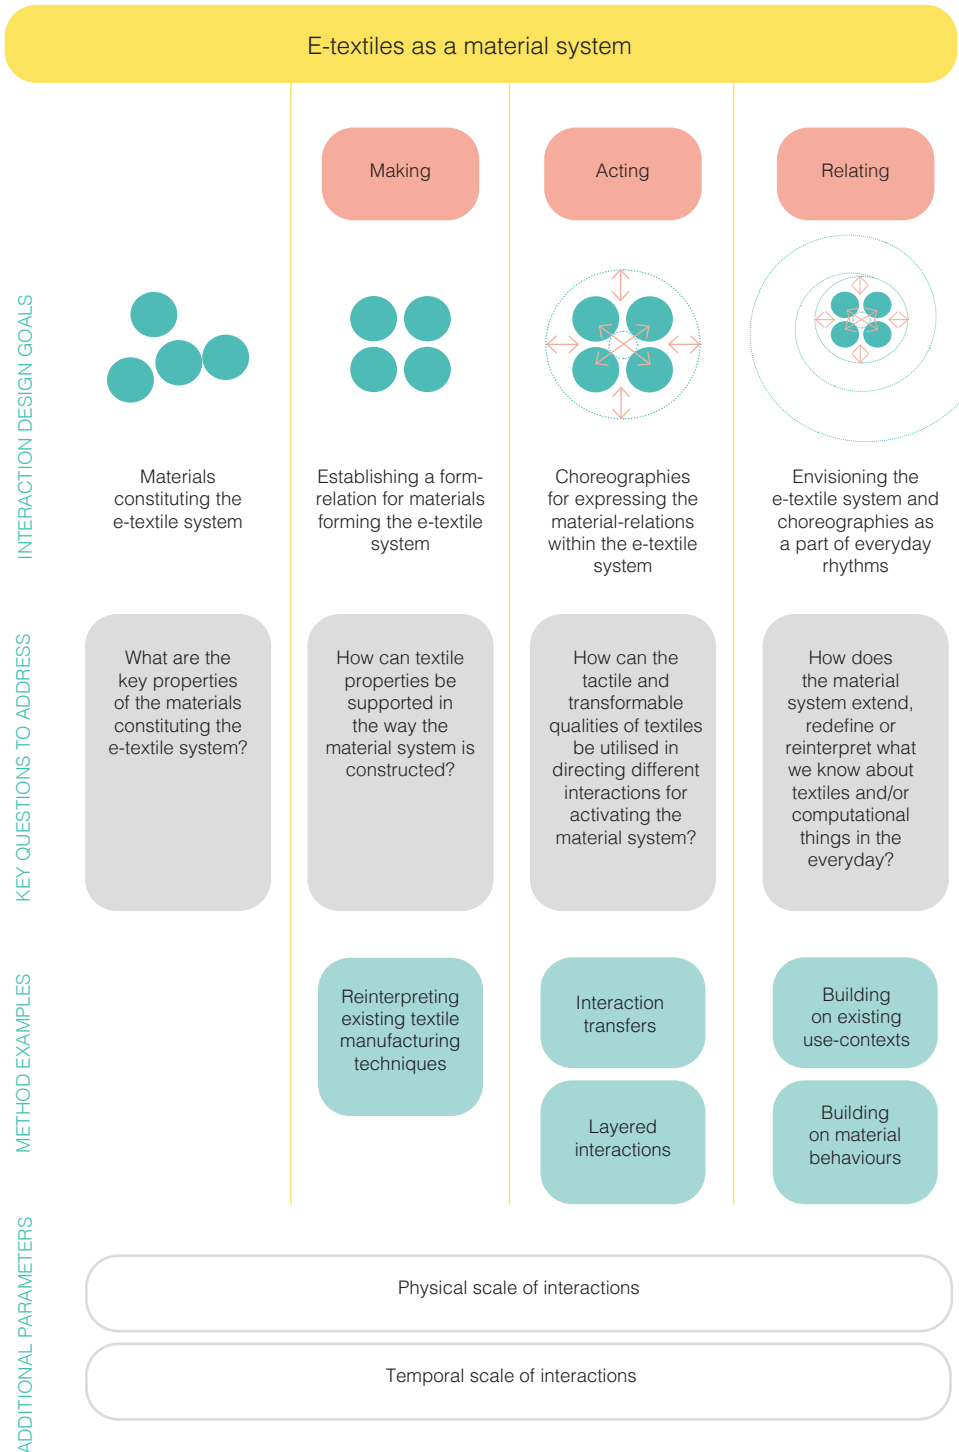 E-textiles as a material system
Making
Acting
Relating
INTERACTION DESIGN GOALS
Materials
constituting the
e-textile system
Establishing a form-
relation for materials
forming the e-textile
system
Choreographies
for expressing the
material-relations
within the e-textile
system
Envisioning the
e-textile system and
choreographies as
a part of everyday
rhythms
KEY QUESTIONS TO ADDRESS
What are the
key properties
of the materials
constituting the
e-textile system?
How can textile
properties be
supported in
the way the
material system is
constructed?
How can the
tactile and
transformable
qualities of textiles
be utilised in
directing different
interactions for
activating the
material system?
How does
the material
system extend,
redefine or
reinterpret what
we know about
textiles and/or
computational
things in the
everyday?
METHOD EXAMPLES
Reinterpreting
existing textile
manufacturing
techniques
Interaction
transfers
Layered
interactions
Building
on existing
use-contexts
Building
on material
behaviours
ADDITIONAL PARAMETERS
Physical scale of interactions
Temporal scale of interactions